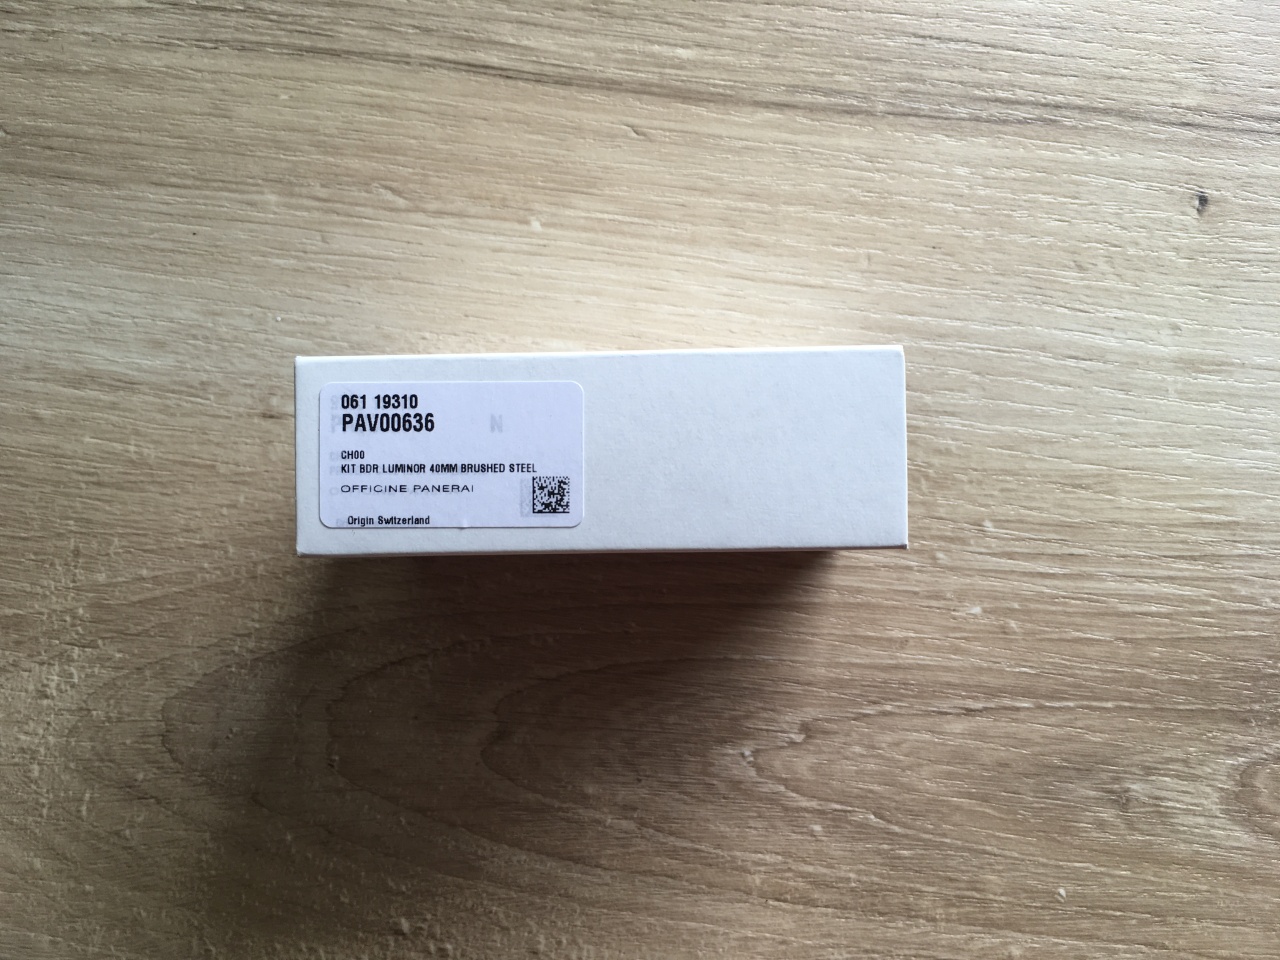 061 19310
PAV00636
N
CH00
KIT BDR LUMINOR 40MM BRUSHED STEEL
OFFICINE PANERAI
Origin Switzerland